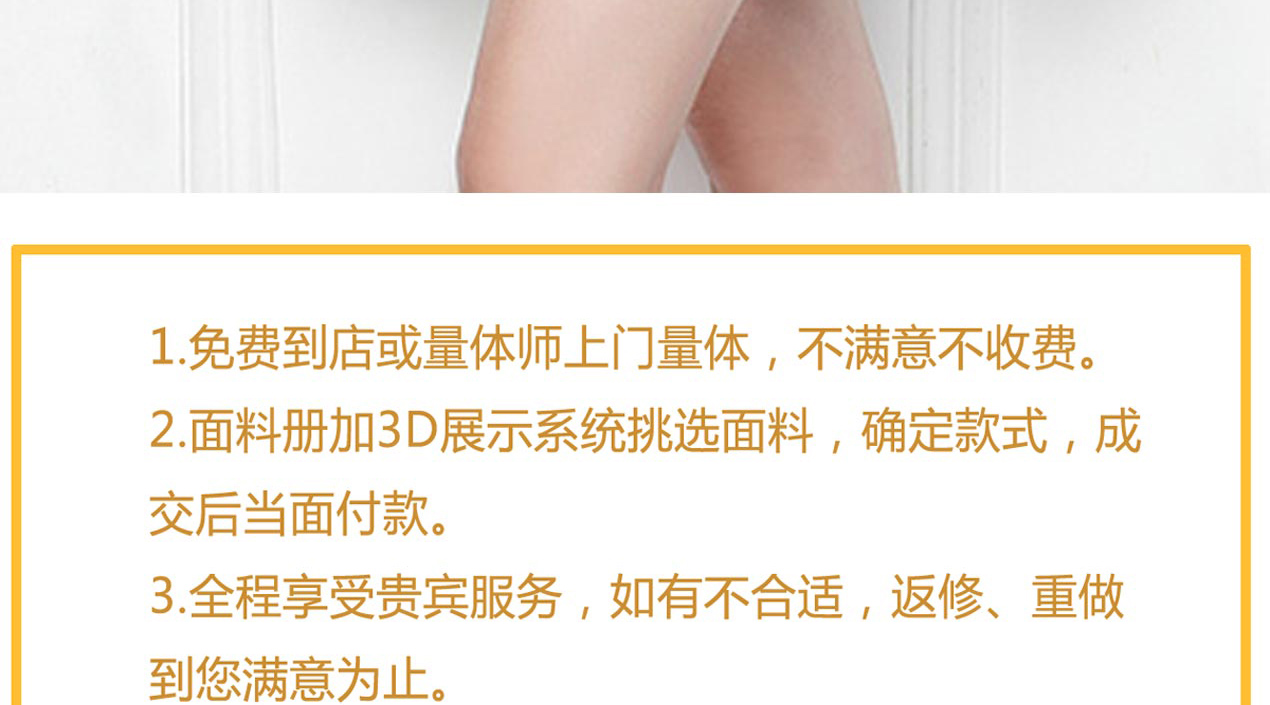 1.免费到店或量体师上门量体，不满意不收费。
2.面料册加3D展示系统挑选面料，确定款式，成
交后当面付款。
3.全程享受贵宾服务，如有不合适，返修、重做
到您满意为止。